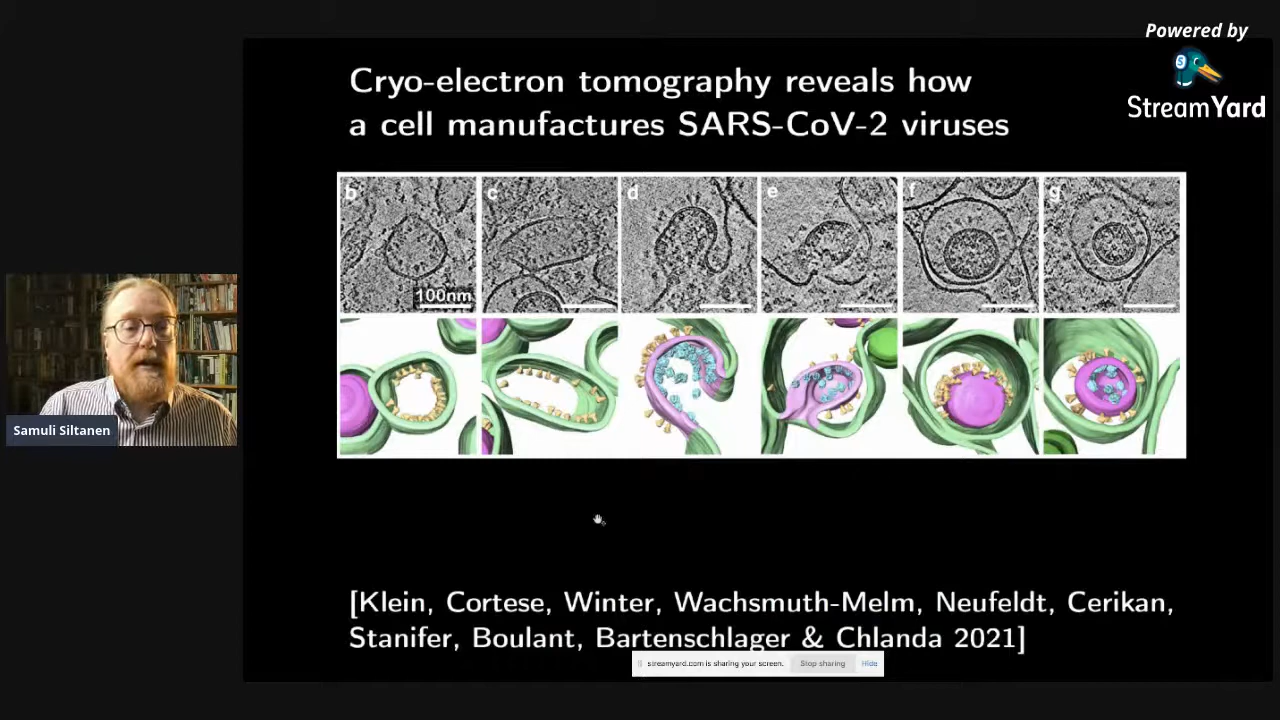 Powered by
StreamYard
Cryo-electron tomography reveals how
a cell manufactures SARS-CoV-2 viruses
b c d e f g
100nm
Samuli Siltanen
[Klein, Cortese, Winter, Wachsmuth-Melm, Neufeldt, Cerikan,
Stanifer, Boulant, Bartenschlager & Chlanda 2021]
streamyard.com is sharing your screen. Stop sharing Hide